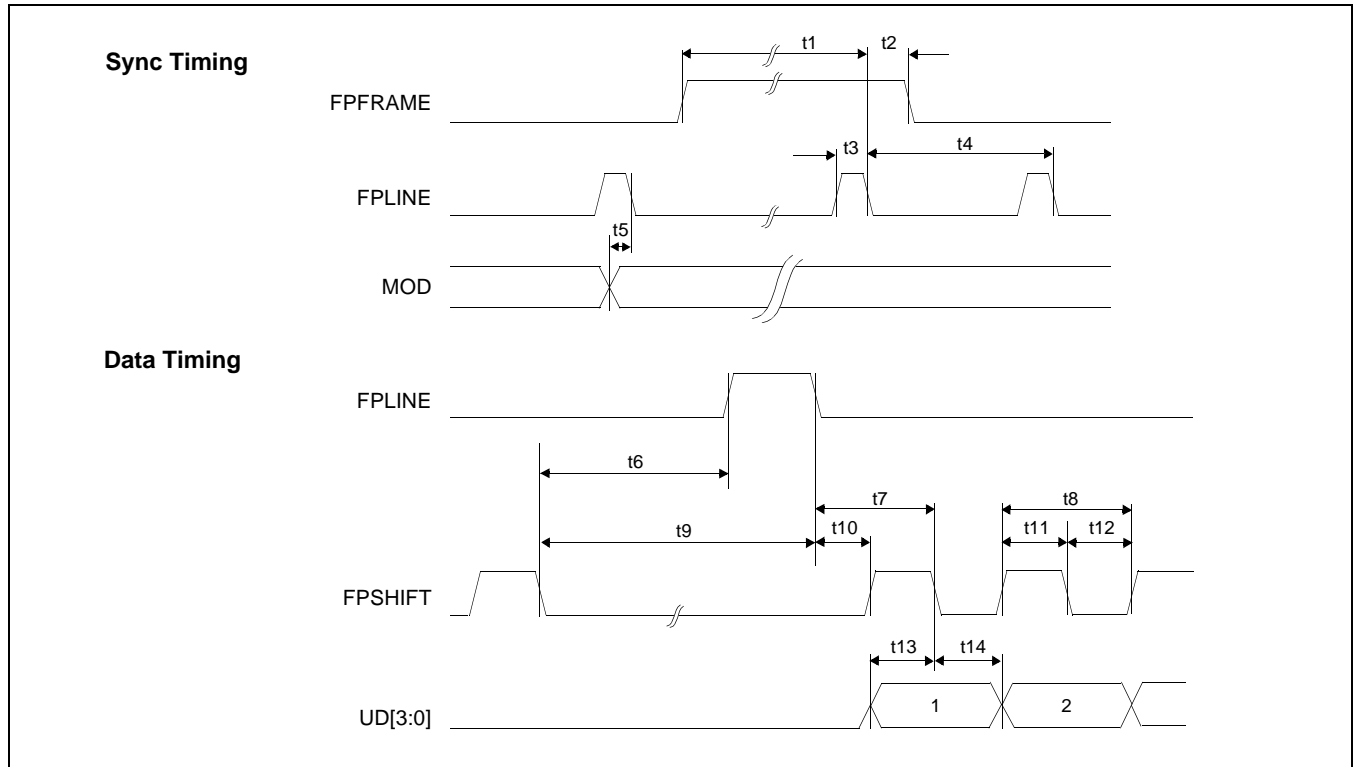 Sync Timing
t1
t2
FPFRAME
t3
t4
FPLINE
t5
MOD
Data Timing
FPLINE
t6
t7
t8
t9
t10
t11
t12
FPSHIFT
t13
t14
UD[3:0]
1
2